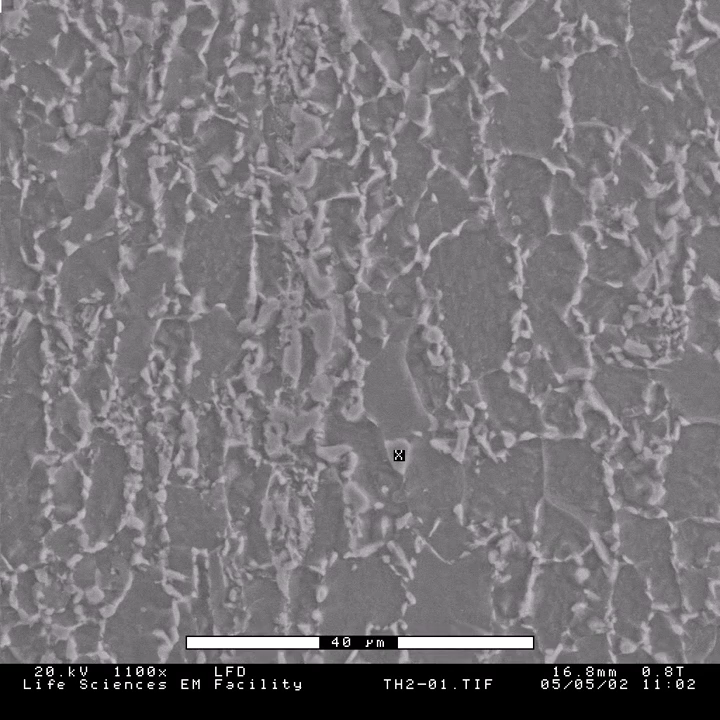 X
40 µm
20.kV 1100x LFD 16.8mm 0.8T
Life Sciences EM Facility TH2-01.TIF 05/05/02 11:02